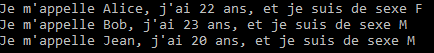 Je m'appelle Alice, j'ai 22 ans, et je suis de sexe F
Je m'appelle Bob, j'ai 23 ans, et je suis de sexe M
Je m'appelle Jean, j'ai 20 ans, et je suis de sexe M